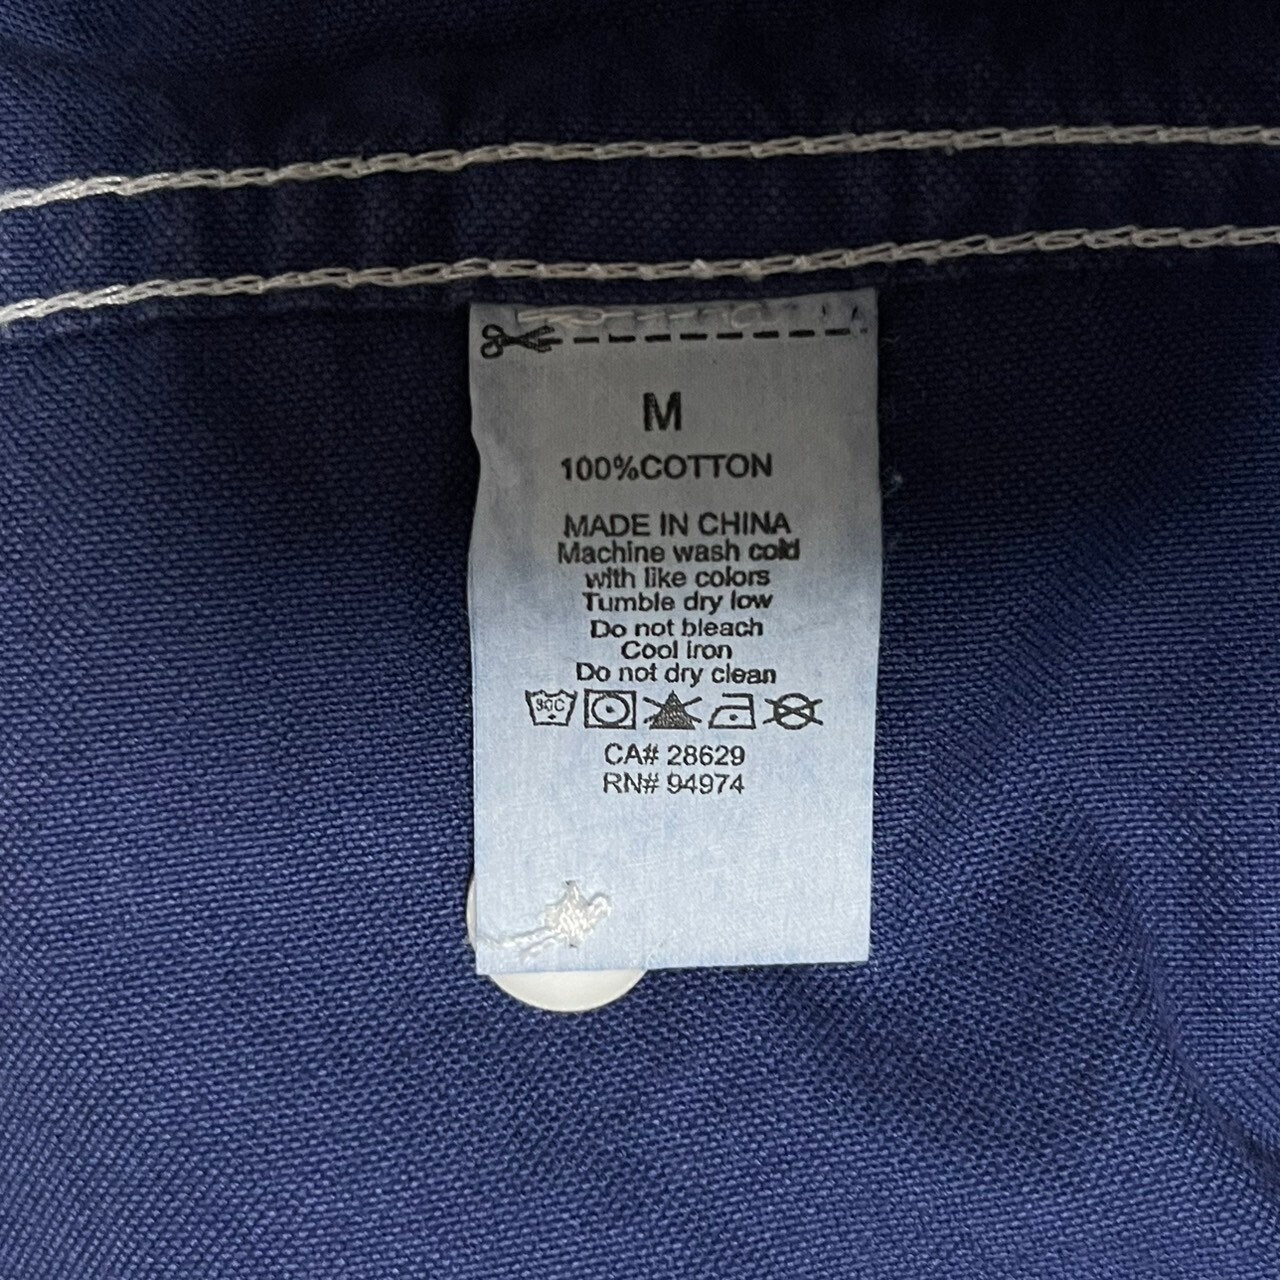 M
100%COTTON
MADE IN CHINA
Machine wash cold
with like colors
Tumble dry low
Do not bleach
Cool iron
Do not dry clean
30C
CA# 28629
RN# 94974